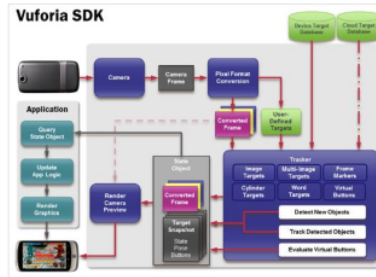 Vuforia SDK
Device Target
Database
Cloud Target
Database
Camera
Camera
Frame
Pixel Format
Conversion
Application
Query
State Object
Update
App Logic
Render
Graphics
Converted
Frame
User-
Defined
Targets
State
Object
Render
Camera
Preview
Converted
Frame
Target
Snapshot
State
Pose
Buttons
Tracker
Image
Targets
Multi-Image
Targets
Frame
Markers
Cylinder
Targets
Word
Targets
Virtual
Buttons
Detect New Objects
Track Detected Objects
Evaluate Virtual Buttons